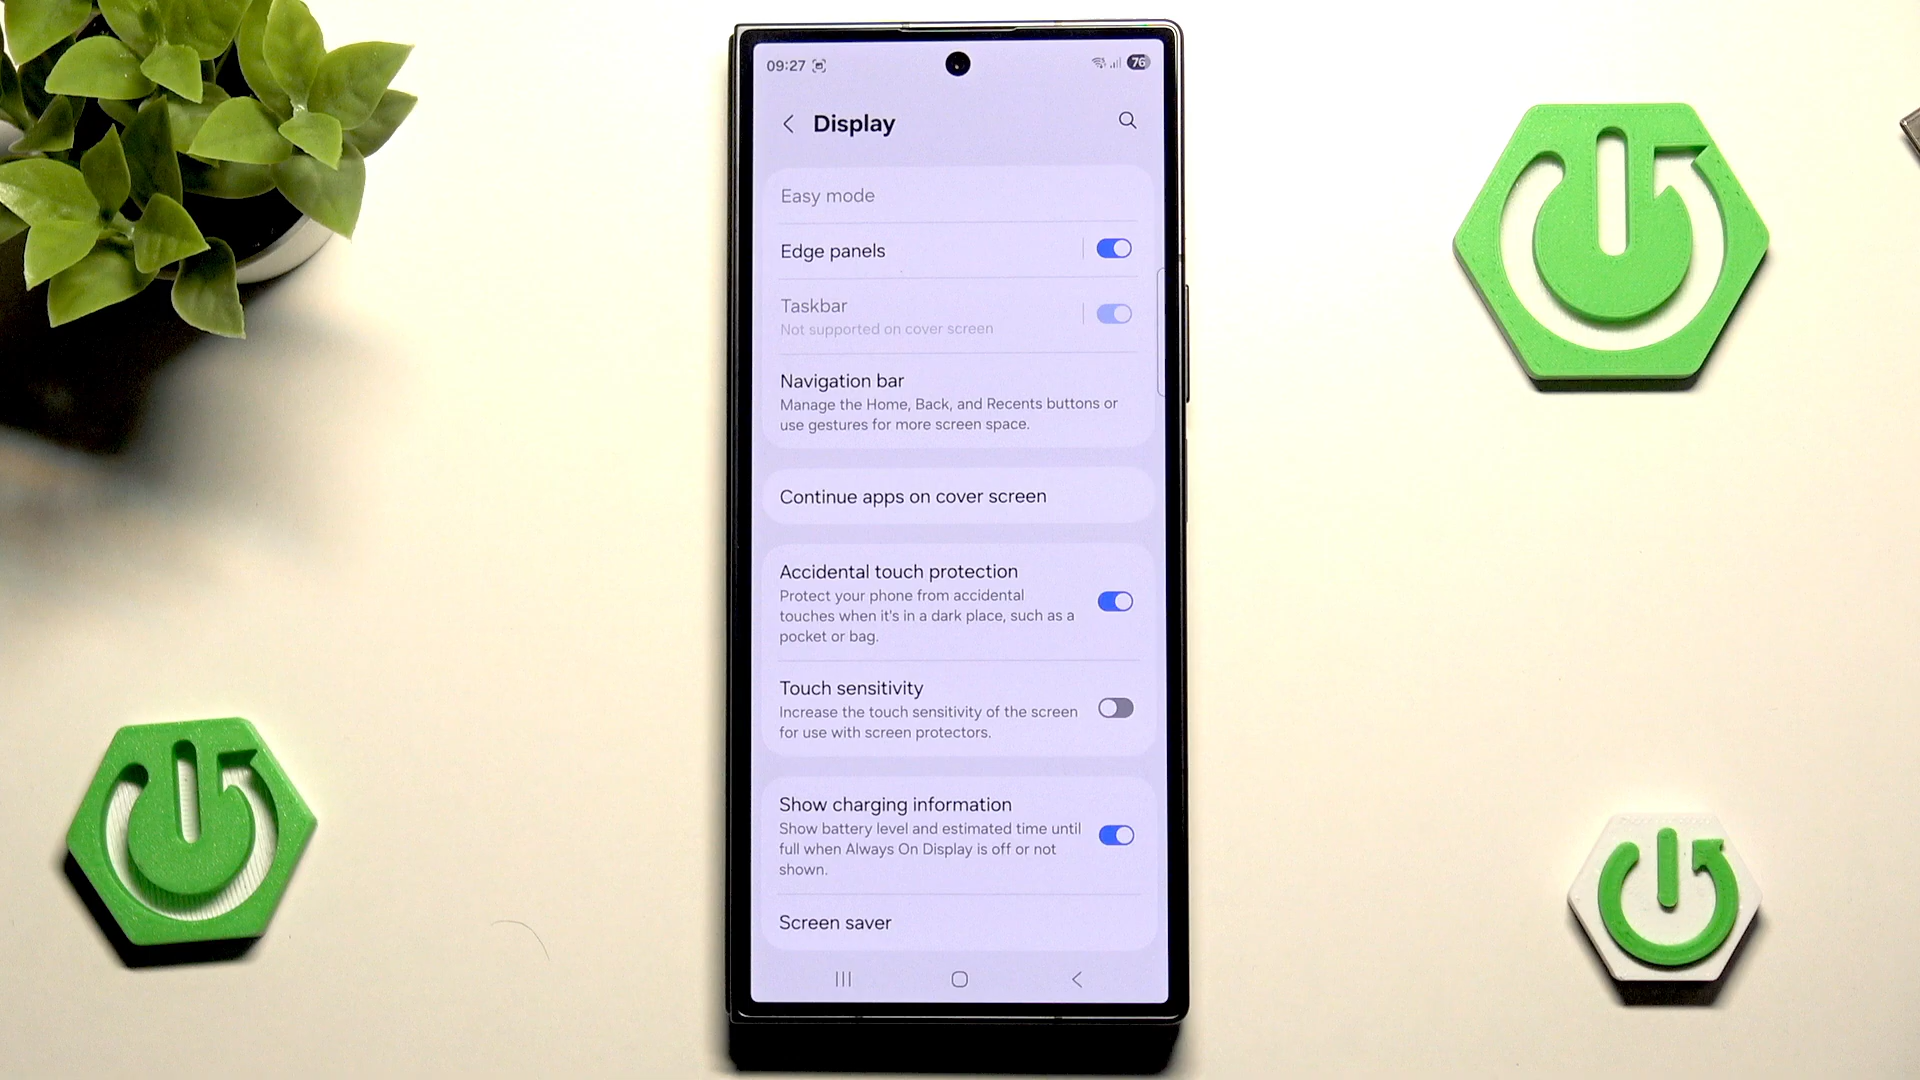 09:27
76
Display
Easy mode
Edge panels
Taskbar
Not supported on cover screen
Navigation bar
Manage the Home, Back, and Recents buttons or
use gestures for more screen space.
Continue apps on cover screen
Accidental touch protection
Protect your phone from accidental
touches when it's in a dark place, such as a
pocket or bag.
Touch sensitivity
Increase the touch sensitivity of the screen
for use with screen protectors.
Show charging information
Show battery level and estimated time until
full when Always On Display is off or not
shown.
Screen saver